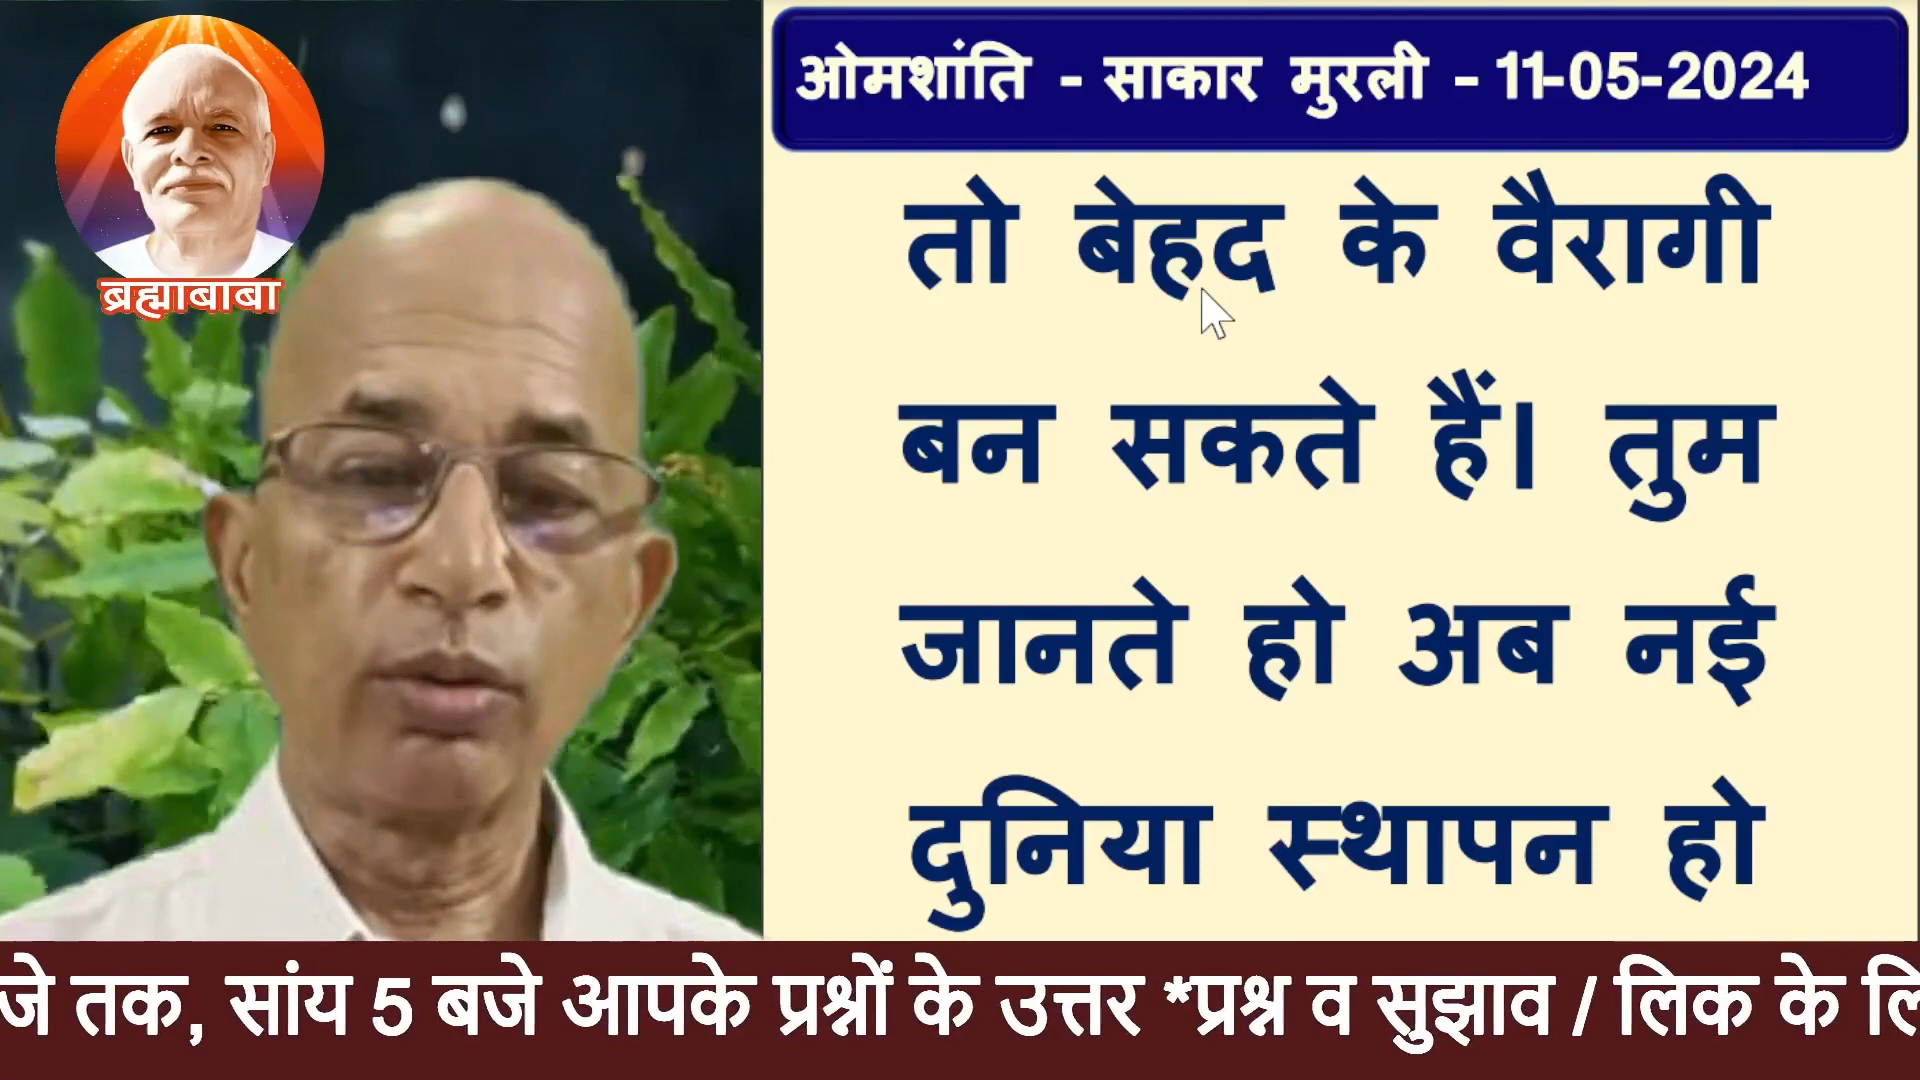 ब्रह्माबाबा
ओमशांति - साकार मुरली - 11-05-2024
तो बेहद के वैरागी
बन सकते हैं। तुम
जानते हो अब नई
दुनिया स्थापन हो
जे तक, सांय 5 बजे आपके प्रश्नों के उत्तर *प्रश्न व सुझाव / लिंक के लि